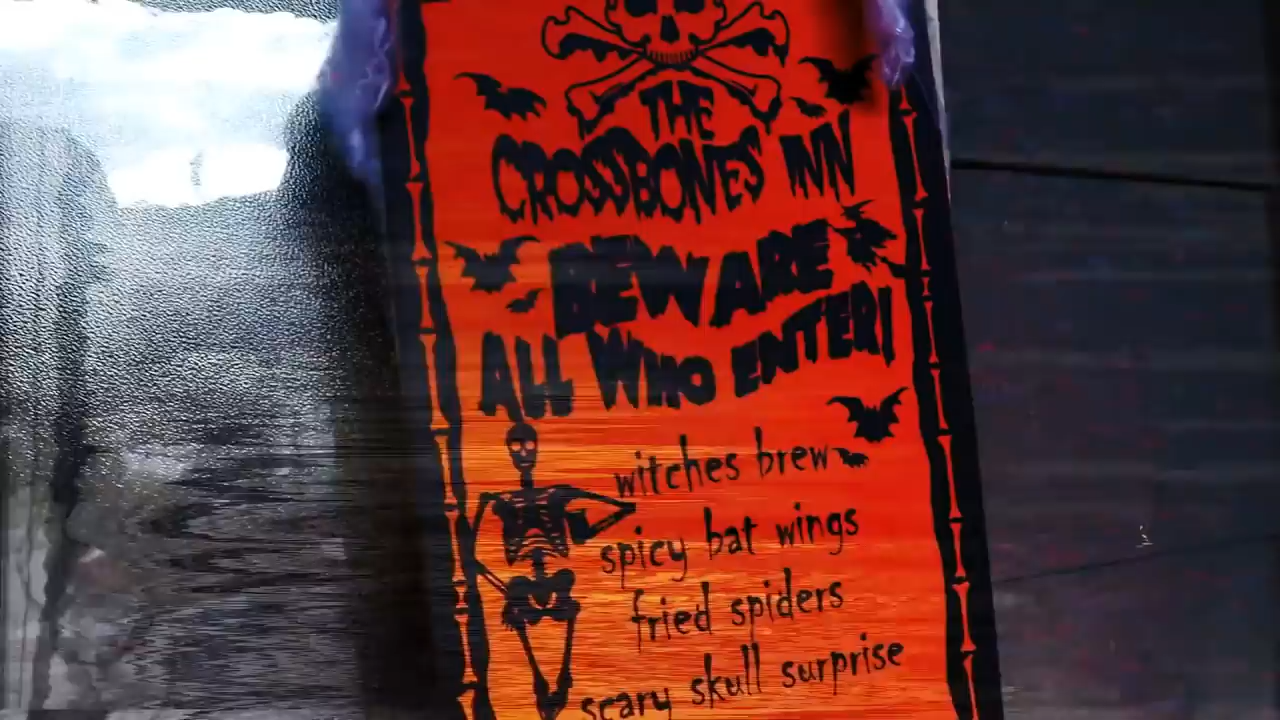 THE
CROSSBONES INN
BEWARE
ALL WHO ENTER!
witches brew
spicy bat wings
fried spiders
scary skull surprise